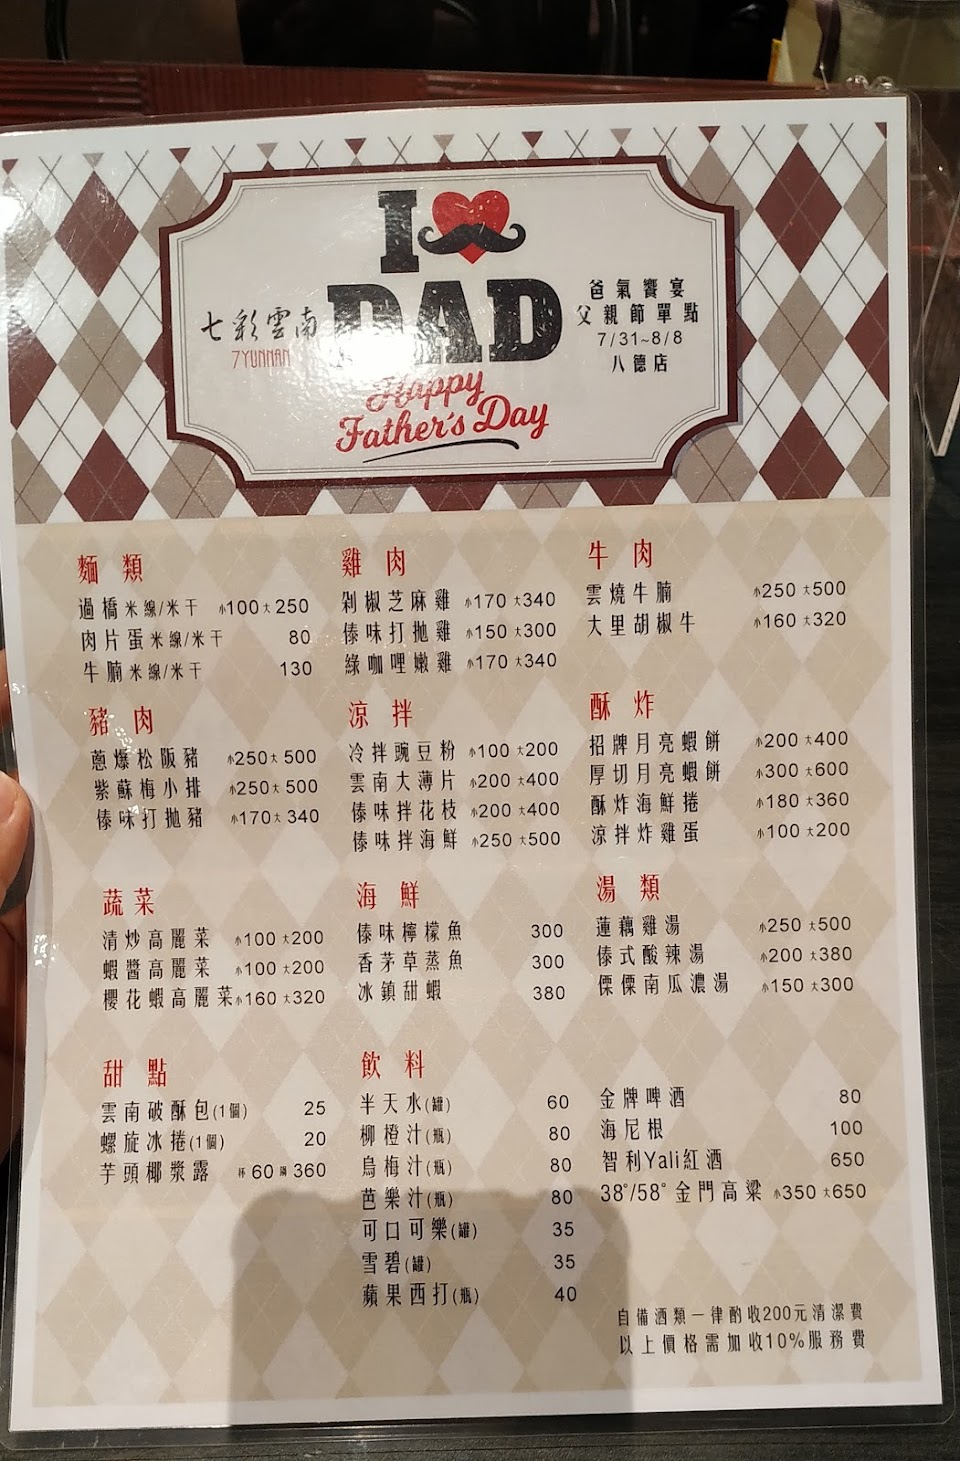 I
DAD
Happy
Father's Day
七彩雲南
7YUNNAN
爸氣饗宴
父親節單點
7/31~8/8
八德店
麵類
過橋米線/米干 小100大250
肉片蛋米線/米干 80
牛腩米線/米干 130
雞肉
剁椒芝麻雞 小170 大340
傣味打拋雞 小150 大300
綠咖哩嫩雞 小170 大340
牛肉
雲燒牛腩 小250 大500
大里胡椒牛 小160 大320
豬肉
蔥爆松阪豬 小250大500
紫蘇梅小排 小250大500
傣味打拋豬 小170大340
涼拌
冷拌豌豆粉 小100 大200
雲南大薄片 小200 大400
傣味拌花枝 小200 大400
傣味拌海鮮 小250 大500
酥炸
招牌月亮蝦餅 小200 大400
厚切月亮蝦餅 小300 大600
酥炸海鮮捲 小180 大360
涼拌炸雞蛋 小100 大200
蔬菜
清炒高麗菜 小100 大200
蝦醬高麗菜 小100 大200
櫻花蝦高麗菜 小160 大320
海鮮
傣味檸檬魚 300
香茅草蒸魚 300
冰鎮甜蝦 380
湯類
蓮藕雞湯 小250 大500
傣式酸辣湯 小200 大380
傈傈南瓜濃湯 小150 大300
甜點
雲南破酥包(1個) 25
螺旋冰捲(1個) 20
芋頭椰漿露 杯60 鍋360
飲料
半天水(罐) 60
柳橙汁(瓶) 80
烏梅汁(瓶) 80
芭樂汁(瓶) 80
可口可樂(罐) 35
雪碧(罐) 35
蘋果西打(瓶) 40
金牌啤酒 80
海尼根 100
智利Yali紅酒 650
38°/58°金門高粱 小350 大650
自備酒類一律酌收200元清潔費
以上價格需加收10%服務費